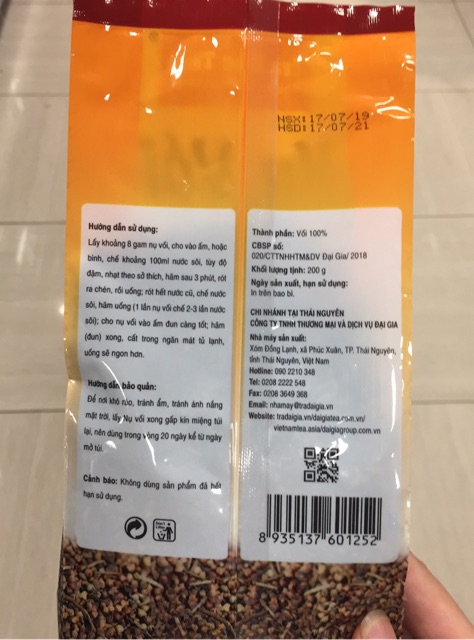 NSX: 17/07/19
HSD: 17/07/21
Hướng dẫn sử dụng:
Lấy khoảng 8 gam nụ vối, cho vào ấm, hoặc
bình, chế khoảng 100ml nước sôi, tùy độ
đậm, nhạt theo sở thích, hãm sau 3 phút, rót
ra chén, rồi uống; rót hết nước cũ, chế nước
sôi, hãm uống (1 lần nụ vối chế 2-3 lần nước
sôi); cho nụ vối vào ấm đun càng tốt; hãm
(đun) xong, cất trong ngăn mát tủ lạnh,
uống sẽ ngon hơn.
Hướng dẫn bảo quản:
Để nơi khô ráo, tránh ẩm, tránh ánh nắng
mặt trời, lấy Nụ vối xong gấp kín miệng túi
lại, nên dùng trong vòng 20 ngày kể từ ngày
mở túi.
Cảnh báo: Không dùng sản phẩm đã hết
hạn sử dụng.
Thành phần: Vối 100%
CBSP số:
020/CTTNHHTM&DV Đại Gia/ 2018
Khối lượng tịnh: 200 g
Ngày sản xuất, hạn sử dụng:
In trên bao bì.
CHI NHÁNH TẠI THÁI NGUYÊN
CÔNG TY TNHH THƯƠNG MẠI VÀ DỊCH VỤ ĐẠI GIA
Nhà máy sản xuất:
Xóm Đồng Lạnh, xã Phúc Xuân, TP. Thái Nguyên,
tỉnh Thái Nguyên, Việt Nam
Hotline: 090 2210 348
Tel: 0208 2222 548
Fax: 0208 3649 368
Email: nhamay@tradaigia.vn
Website: tradaigia.vn/daigiatea.com.vn/
vietnamtea.asia/daigiagroup.com.vn
8 935137 601252